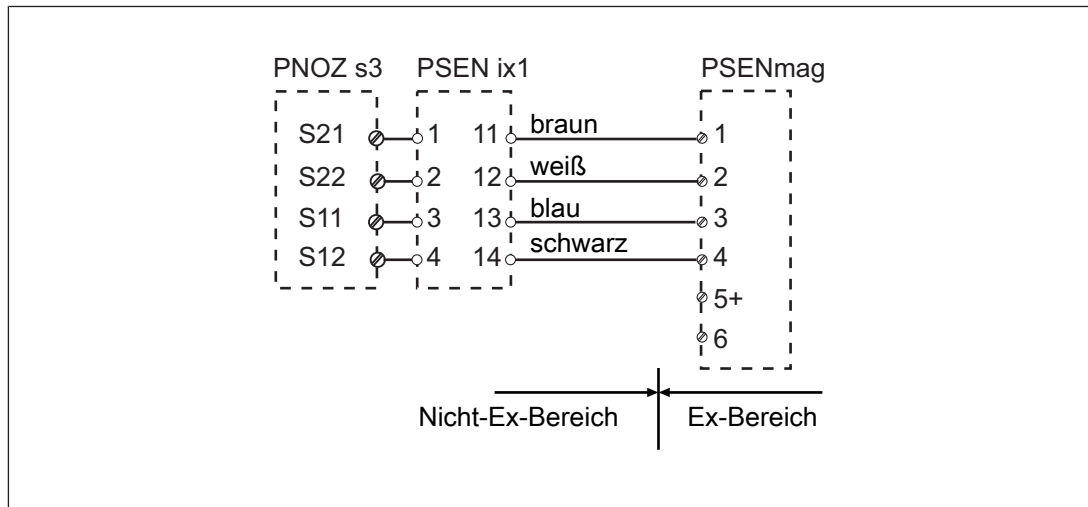 PNOZ s3 PSEN ix1 PSENmag
S21 1 11 braun 1
S22 2 12 weiß 2
S11 3 13 blau 3
S12 4 14 schwarz 4
5+
6
Nicht-Ex-Bereich Ex-Bereich